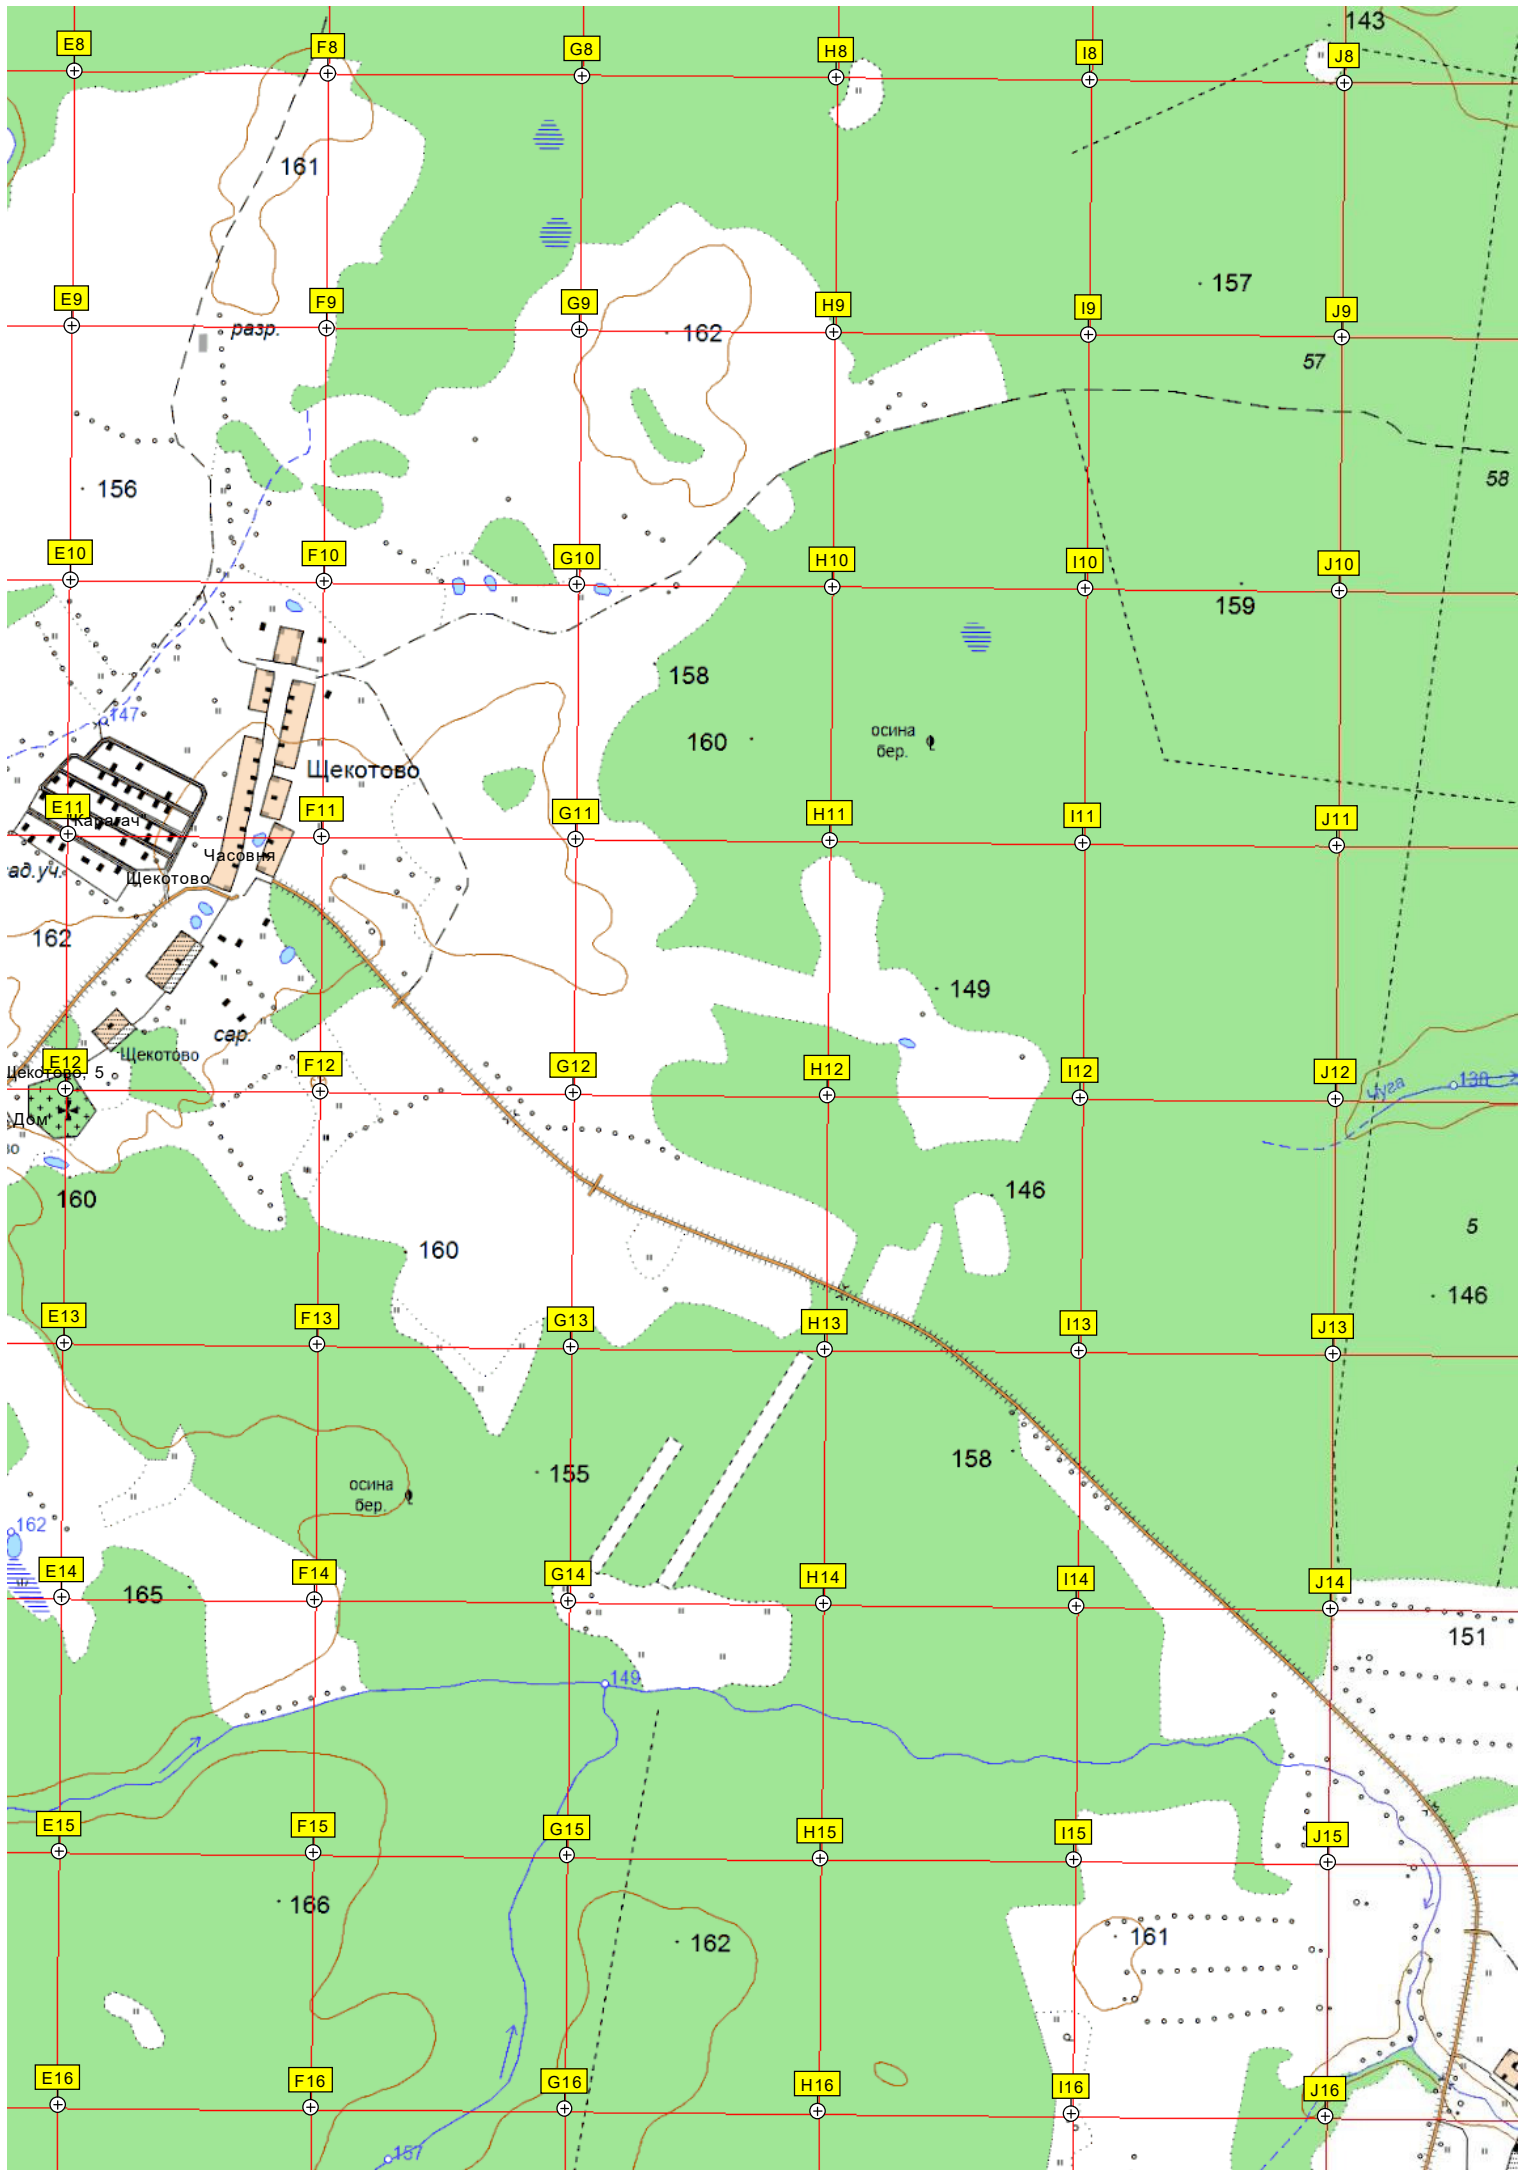 143
E8
F8
G8
H8
I8
J8
161
157
E9
F9
G9
H9
I9
J9
разр.
162
57
156
58
E10
F10
G10
H10
I10
J10
159
158
147
160
осина
бер.
Щекотово
E11
F11
G11
H11
I11
J11
"Карагач"
Часовня
ад.уч.
Щекотово
162
149
сар.
Щекотово
E12
F12
G12
H12
I12
J12
Щекотово, 5
Чуга
138
Дом
во
160
146
5
160
146
E13
F13
G13
H13
I13
J13
158
155
осина
бер.
162
E14
F14
G14
H14
I14
J14
165
151
149
E15
F15
G15
H15
I15
J15
166
162
161
E16
F16
G16
H16
I16
J16
157